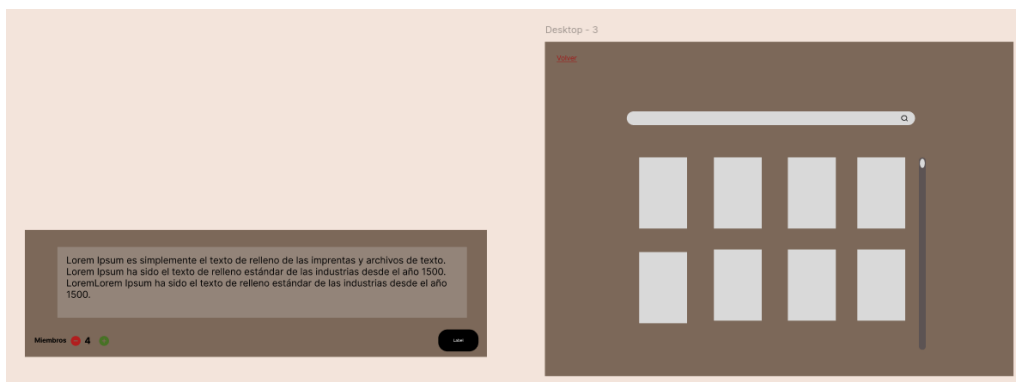 Desktop - 3
Volver
Lorem Ipsum es simplemente el texto de relleno de las imprentas y archivos de texto.
Lorem Ipsum ha sido el texto de relleno estándar de las industrias desde el año 1500.
LoremLorem Ipsum ha sido el texto de relleno estándar de las industrias desde el año
1500.
Miembros - 4 +
Label